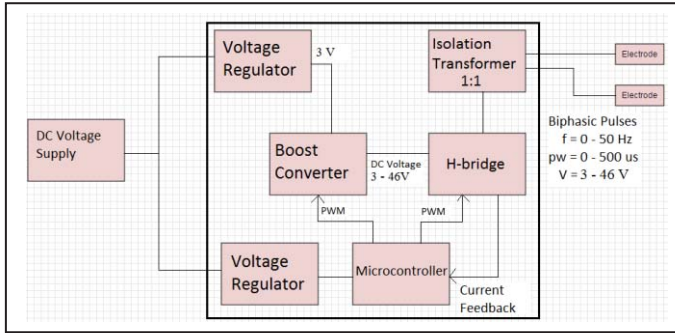 Voltage
Regulator
3 V
Isolation
Transformer
1:1
Electrode
Electrode
DC Voltage
Supply
Boost
Converter
DC Voltage
3 - 46V
H-bridge
Biphasic Pulses
f = 0 - 50 Hz
pw = 0 - 500 us
V = 3 - 46 V
PWM
PWM
Voltage
Regulator
Microcontroller
Current
Feedback